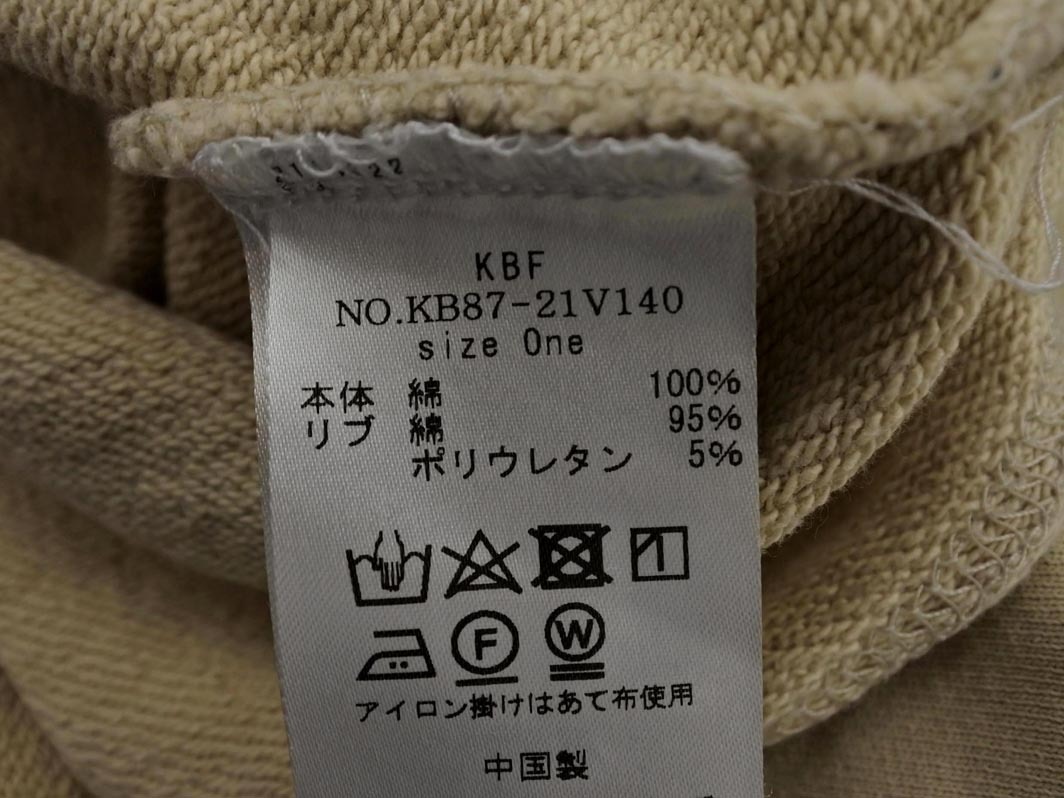 KBF
NO.KB87-21V140
size One
本体 綿 100%
リブ 綿 95%
ポリウレタン 5%
F W
アイロン掛けはあて布使用
中国製